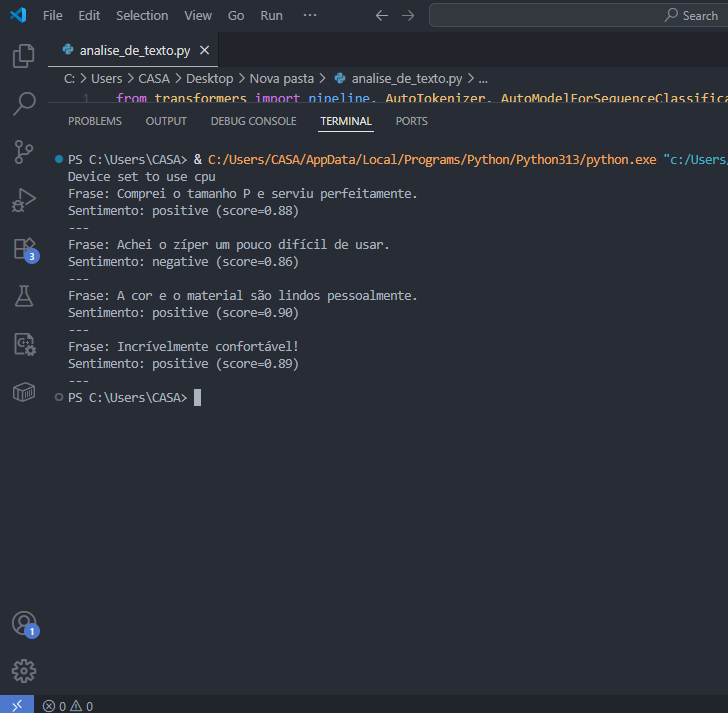 File Edit Selection View Go Run ··· Search
analise_de_texto.py
C: > Users > CASA > Desktop > Nova pasta > analise_de_texto.py > ...
1 from transformers import pipeline, AutoTokenizer, AutoModelForSequenceClassifica
PROBLEMS OUTPUT DEBUG CONSOLE TERMINAL PORTS
PS C:\Users\CASA> & C:/Users/CASA/AppData/Local/Programs/Python/Python313/python.exe "c:/Users/
Device set to use cpu
Frase: Comprei o tamanho P e serviu perfeitamente.
Sentimento: positive (score=0.88)
---
Frase: Achei o zíper um pouco difícil de usar.
Sentimento: negative (score=0.86)
---
Frase: A cor e o material são lindos pessoalmente.
Sentimento: positive (score=0.90)
---
Frase: Incrívelmente confortável!
Sentimento: positive (score=0.89)
---
PS C:\Users\CASA>
3
1
0 0